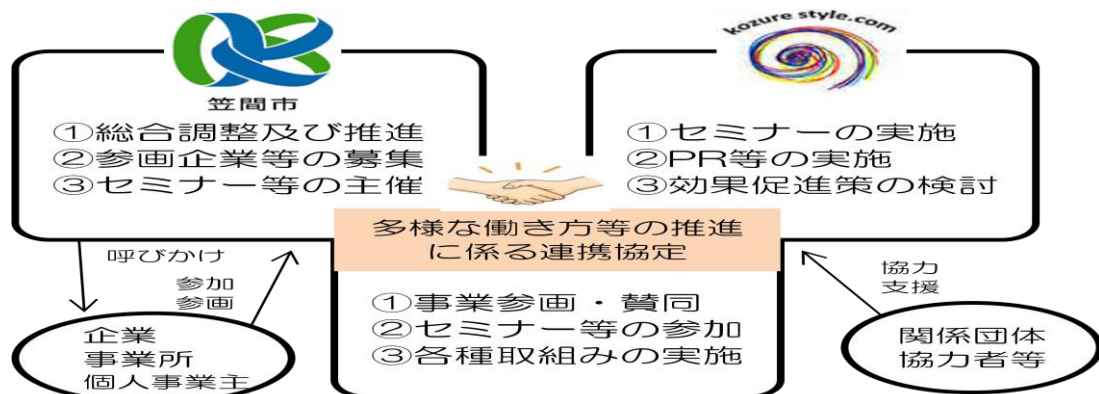 kozure style.com
笠間市
①総合調整及び推進
②参画企業等の募集
③セミナー等の主催
①セミナーの実施
②PR等の実施
③効果促進策の検討
多様な働き方等の推進
に係る連携協定
呼びかけ
参加
参画
協力
支援
①事業参画・賛同
②セミナー等の参加
③各種取組みの実施
企業
事業所
個人事業主
関係団体
協力者等